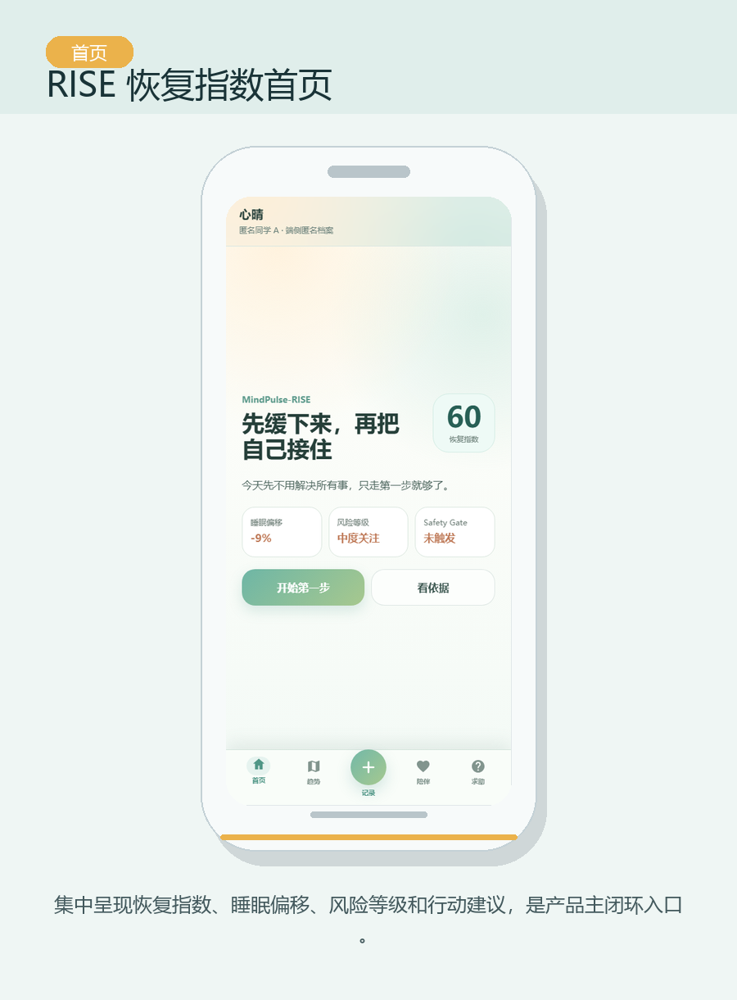 首页
RISE 恢复指数首页
心晴
匿名同学 A · 端侧匿名档案
MindPulse-RISE
先缓下来，再把
自己接住
60
恢复指数
今天先不用解决所有事，只走第一步就够了。
睡眠偏移
-9%
风险等级
中度关注
Safety Gate
未触发
开始第一步
看依据
首页
趋势
记录
陪伴
求助
集中呈现恢复指数、睡眠偏移、风险等级和行动建议，是产品主闭环入口
。